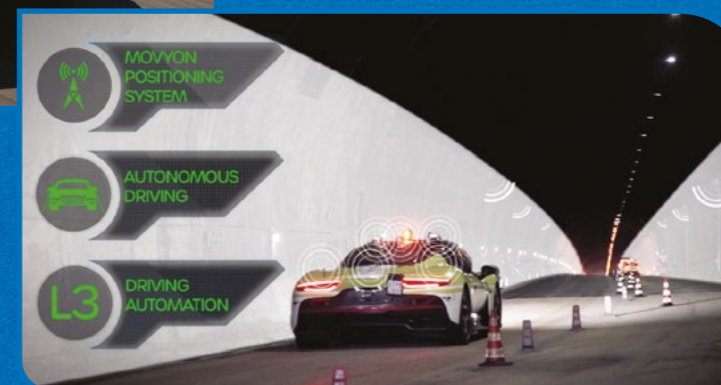 MOVYON
POSITIONING
SYSTEM
AUTONOMOUS
DRIVING
L3
DRIVING
AUTOMATION